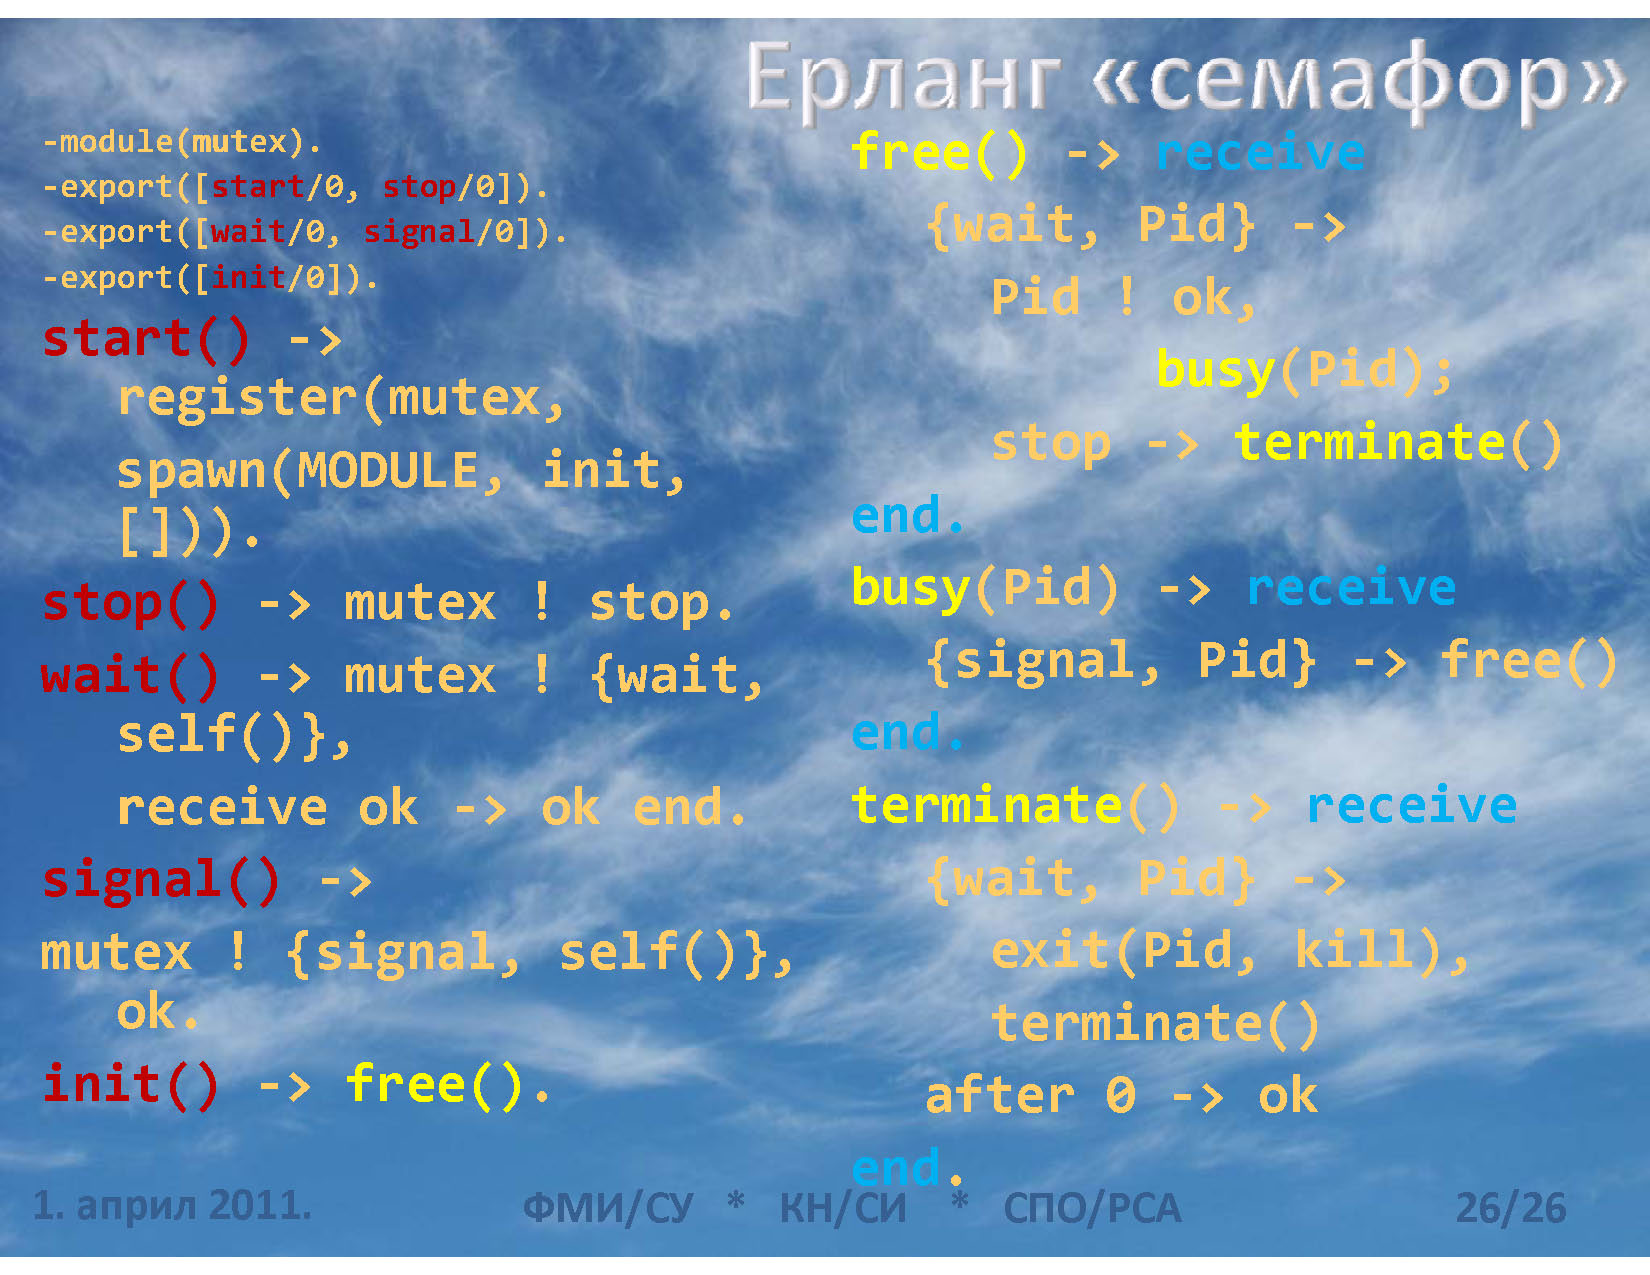 Ерланг «семафор»
-module(mutex).
-export([start/0, stop/0]).
-export([wait/0, signal/0]).
-export([init/0]).
start() ->
register(mutex,
spawn(MODULE, init,
[])).
stop() -> mutex ! stop.
wait() -> mutex ! {wait,
self()},
receive ok -> ok end.
signal() ->
mutex ! {signal, self()},
ok.
init() -> free().
free() -> receive
{wait, Pid} ->
Pid ! ok,
busy(Pid);
stop -> terminate()
end.
busy(Pid) -> receive
{signal, Pid} -> free()
end.
terminate() -> receive
{wait, Pid} ->
exit(Pid, kill),
terminate()
after 0 -> ok
end.
1. април 2011. ФМИ/СУ * КН/СИ * СПО/РСА 26/26